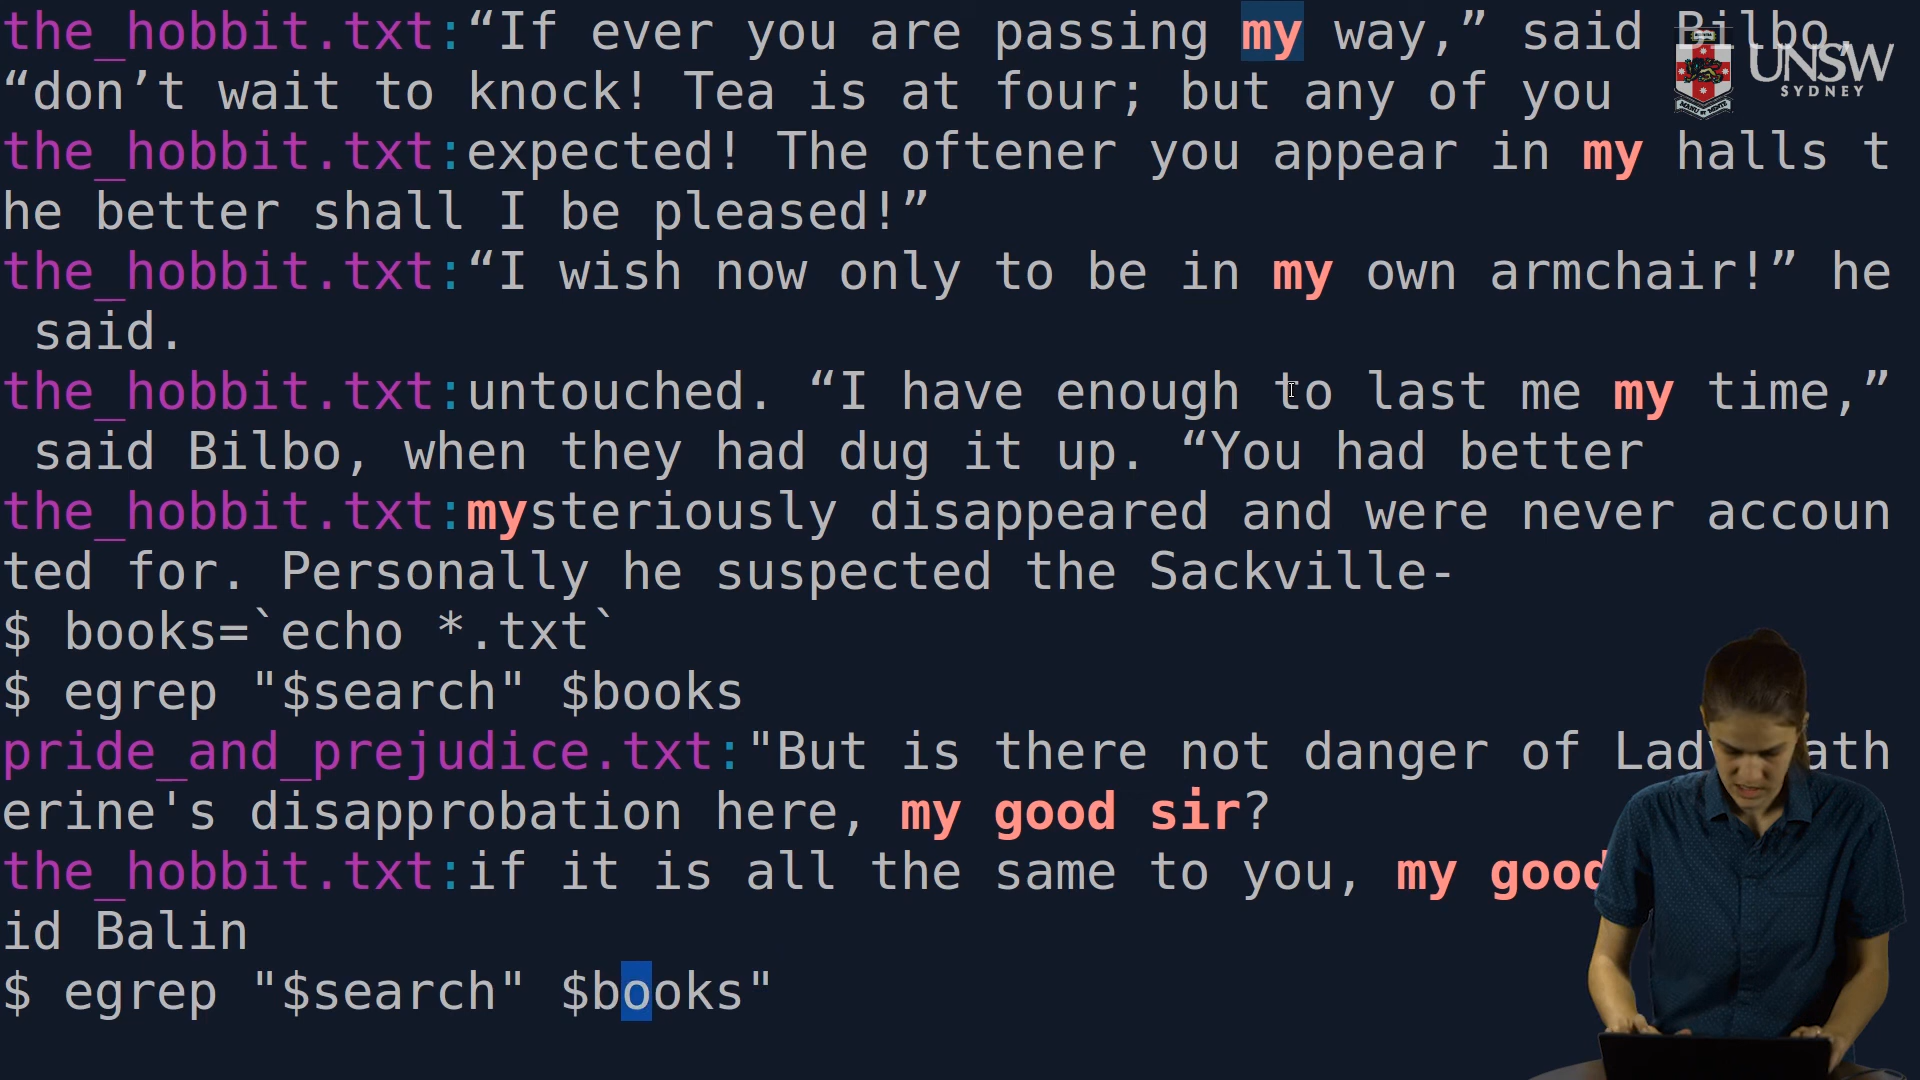 the_hobbit.txt:“If ever you are passing my way,” said Bilbo,
“don’t wait to knock! Tea is at four; but any of you
the_hobbit.txt:expected! The oftener you appear in my halls t
he better shall I be pleased!”
the_hobbit.txt:“I wish now only to be in my own armchair!” he
 said.
the_hobbit.txt:untouched. “I have enough to last me my time,”
 said Bilbo, when they had dug it up. “You had better
the_hobbit.txt:mysteriously disappeared and were never accoun
ted for. Personally he suspected the Sackville-
$ books=`echo *.txt`
$ egrep "$search" $books
pride_and_prejudice.txt:"But is there not danger of Lady Cath
erine's disapprobation here, my good sir?
the_hobbit.txt:if it is all the same to you, my good
id Balin
$ egrep "$search" $books"
UNSW
SYDNEY